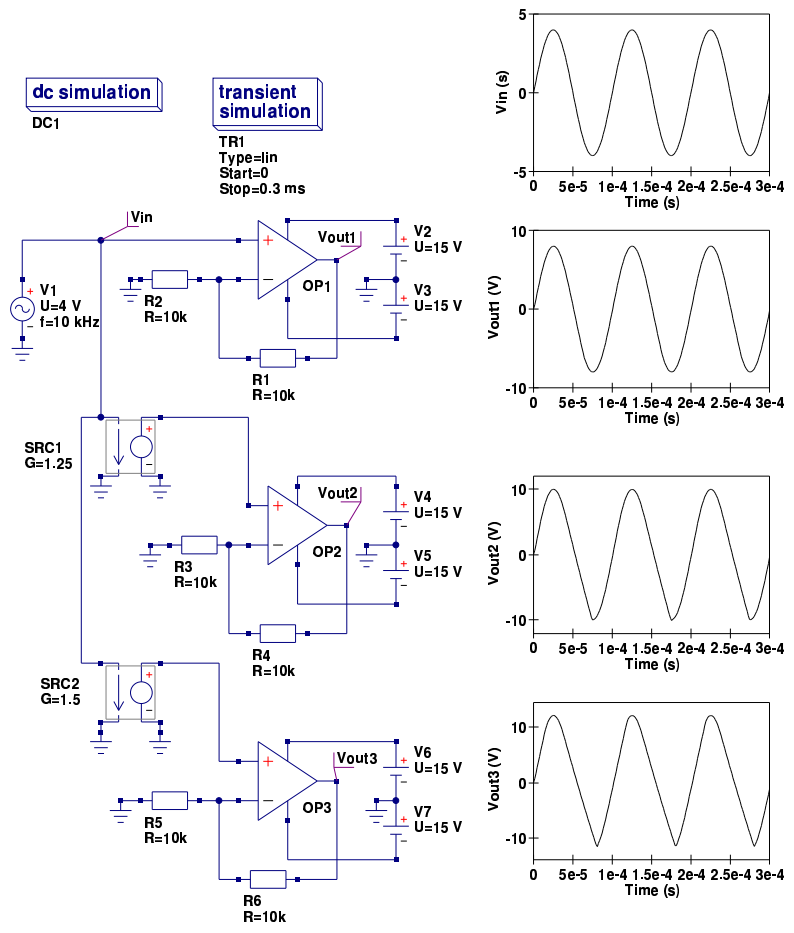 dc simulation
DC1
transient
simulation
TR1
Type=lin
Start=0
Stop=0.3 ms
Vin
V1
U=4 V
f=10 kHz
+
−
R2
R=10k
+
−
OP1
Vout1
R1
R=10k
V2
U=15 V
+
−
V3
U=15 V
+
−
SRC1
G=1.25
+
−
R3
R=10k
+
−
OP2
Vout2
R4
R=10k
V4
U=15 V
+
−
V5
U=15 V
+
−
SRC2
G=1.5
+
−
R5
R=10k
+
−
OP3
Vout3
R6
R=10k
V6
U=15 V
+
−
V7
U=15 V
+
−
Vin (s)
5
0
-5
0 5e-5 1e-4 1.5e-4 2e-4 2.5e-4 3e-4
Time (s)
Vout1 (V)
10
0
-10
0 5e-5 1e-4 1.5e-4 2e-4 2.5e-4 3e-4
Time (s)
Vout2 (V)
10
0
-10
0 5e-5 1e-4 1.5e-4 2e-4 2.5e-4 3e-4
Time (s)
Vout3 (V)
10
0
-10
0 5e-5 1e-4 1.5e-4 2e-4 2.5e-4 3e-4
Time (s)